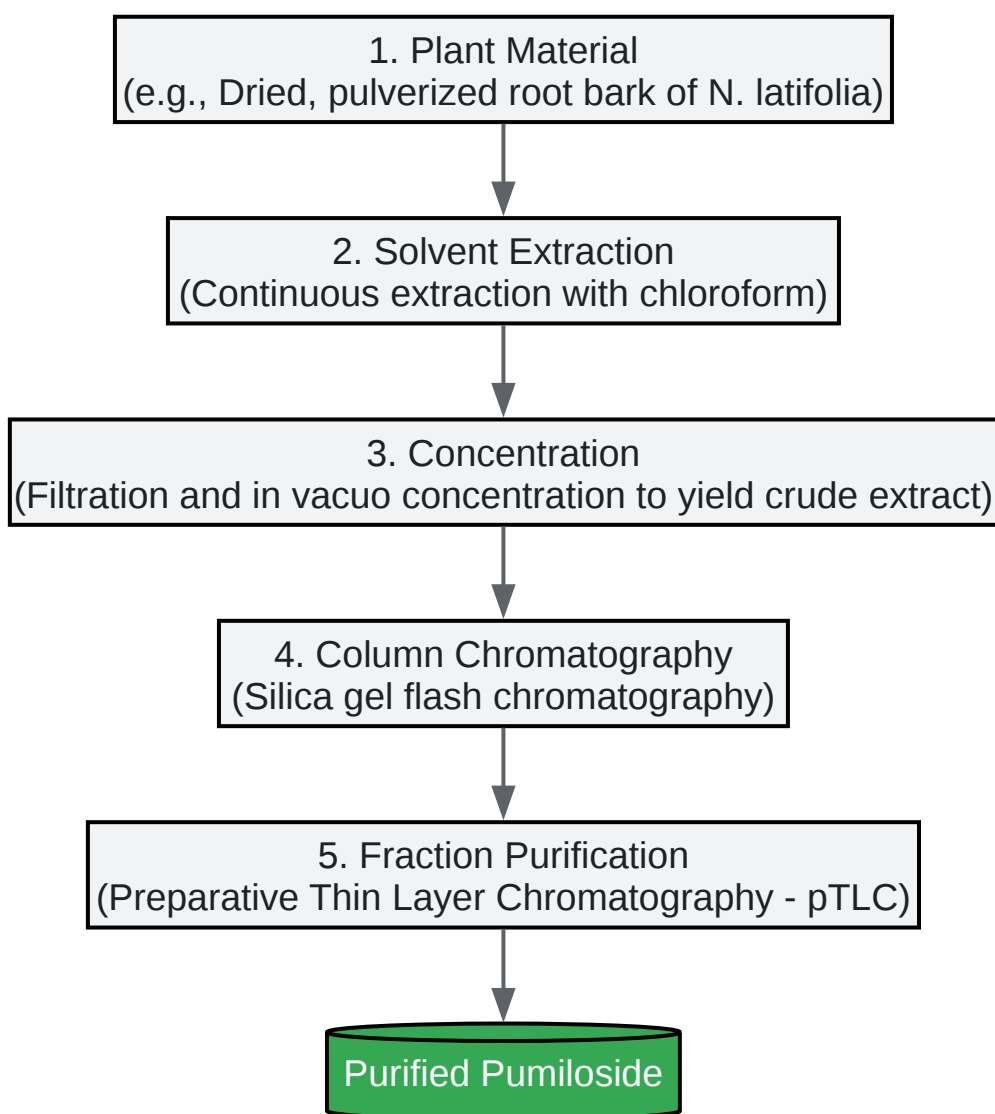 1. Plant Material
(e.g., Dried, pulverized root bark of N. latifolia)
2. Solvent Extraction
(Continuous extraction with chloroform)
3. Concentration
(Filtration and in vacuo concentration to yield crude extract)
4. Column Chromatography
(Silica gel flash chromatography)
5. Fraction Purification
(Preparative Thin Layer Chromatography - pTLC)
Purified Pumiloside